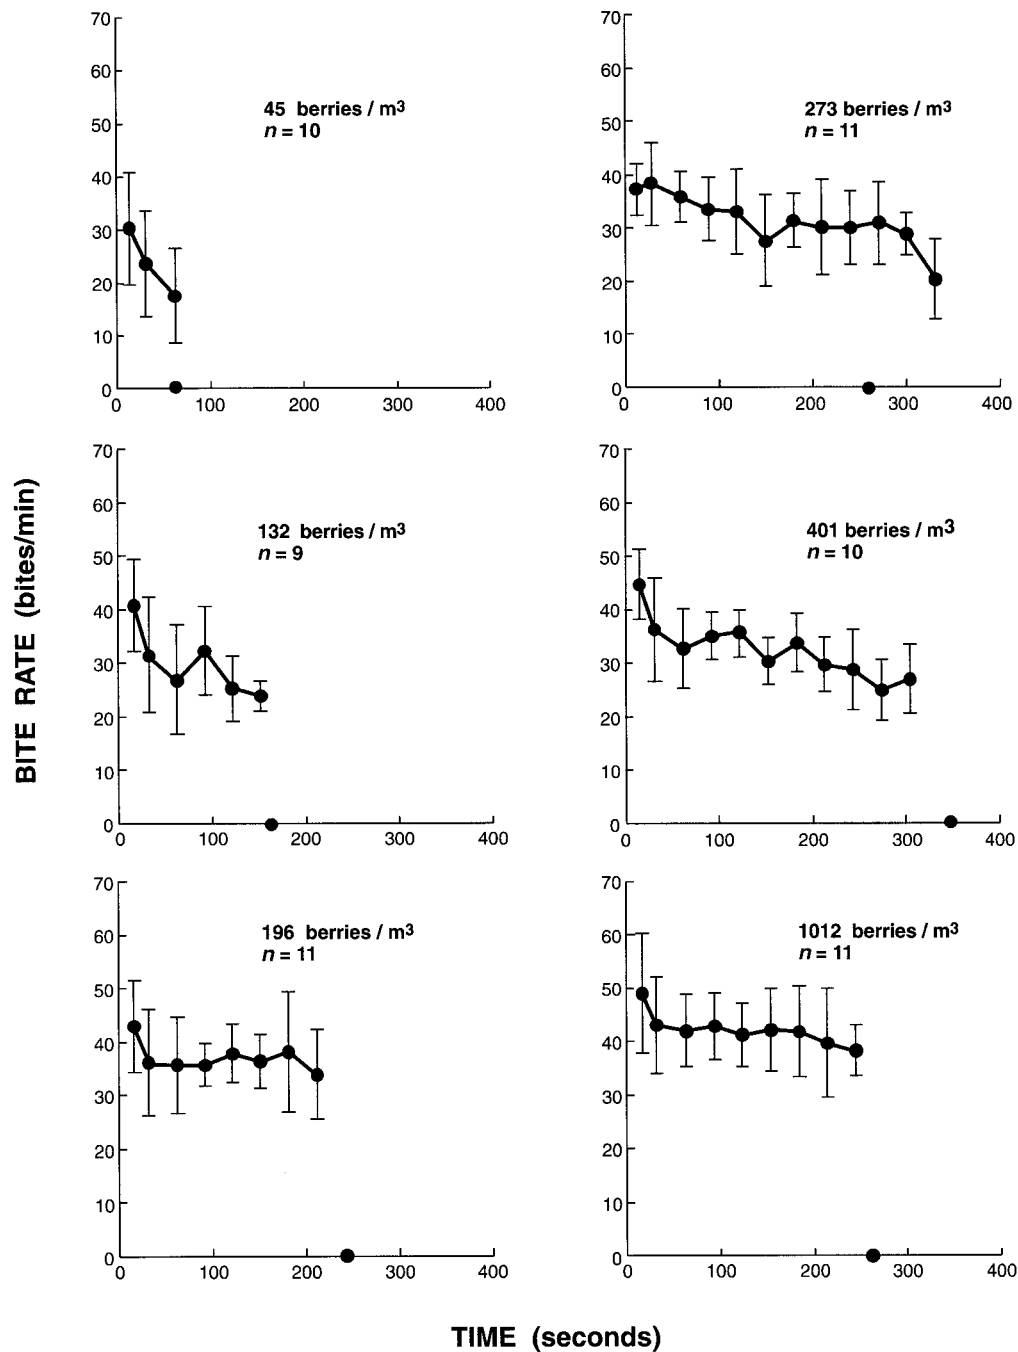 70
60
50
40
30
20
10
0
45 berries / m3
n = 10
0 100 200 300 400
70
60
50
40
30
20
10
0
273 berries / m3
n = 11
0 100 200 300 400
BITE RATE (bites/min)
70
60
50
40
30
20
10
0
132 berries / m3
n = 9
0 100 200 300 400
70
60
50
40
30
20
10
0
401 berries / m3
n = 10
0 100 200 300 400
70
60
50
40
30
20
10
0
196 berries / m3
n = 11
0 100 200 300 400
70
60
50
40
30
20
10
0
1012 berries / m3
n = 11
0 100 200 300 400
TIME (seconds)